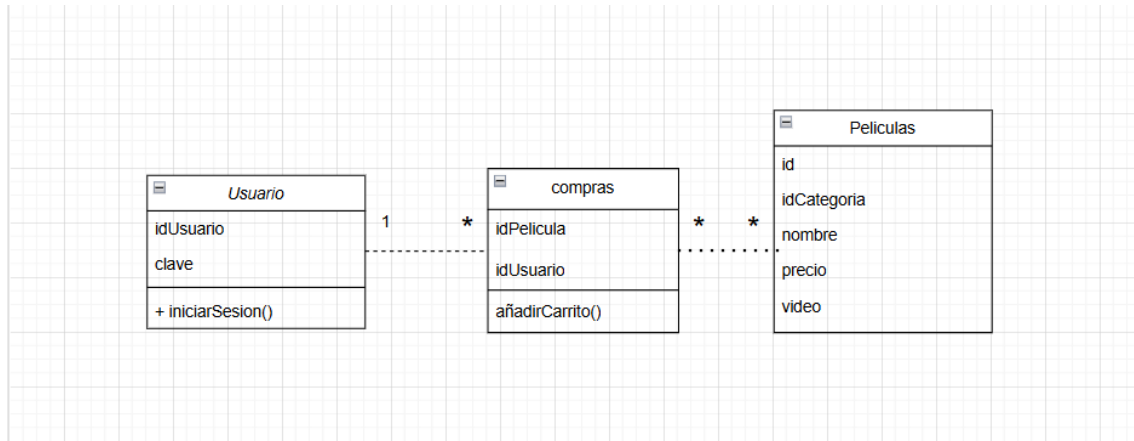 Usuario
idUsuario
clave
+ iniciarSesion()
1
*
compras
idPelicula
idUsuario
añadirCarrito()
*
*
Peliculas
id
idCategoria
nombre
precio
video